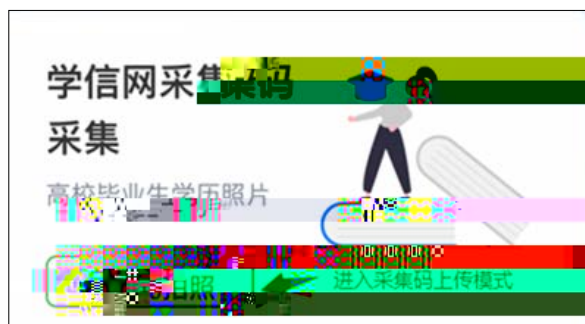 学信网采集码
采集
高校毕业生学历照片
拍照
进入采集码上传模式